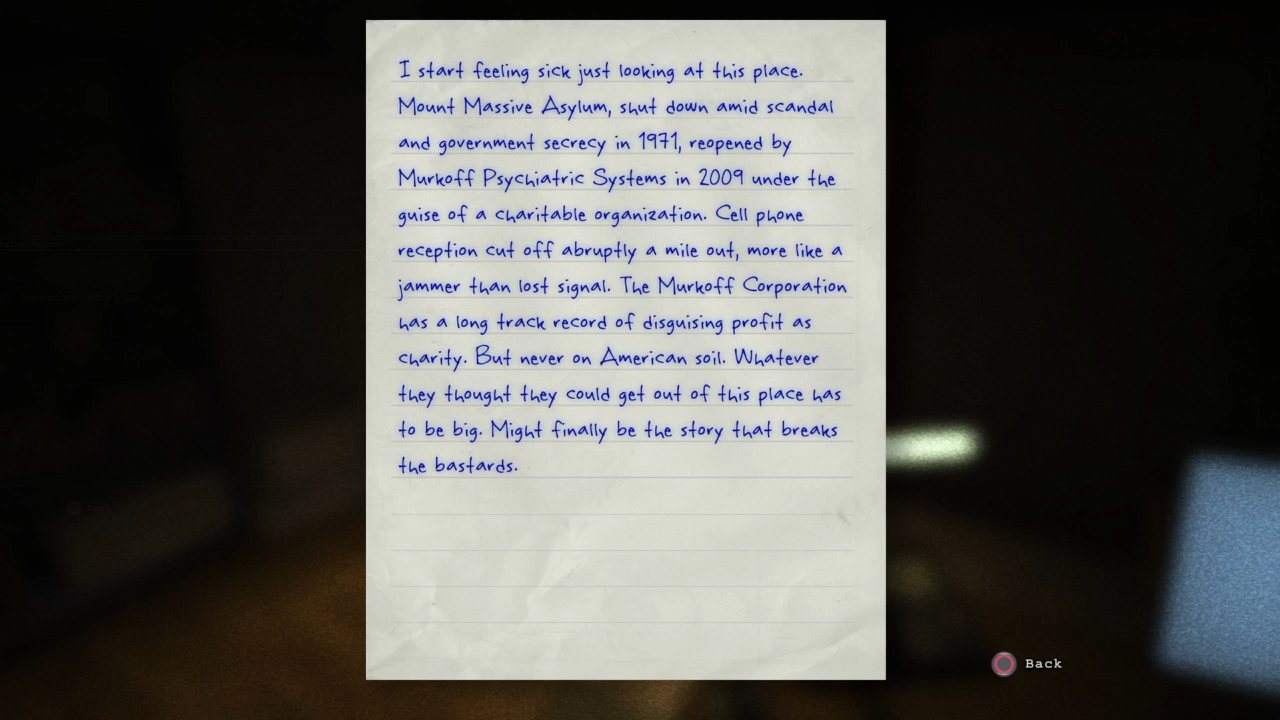 I start feeling sick just looking at this place.
Mount Massive Asylum, shut down amid scandal
and government secrecy in 1971, reopened by
Murkoff Psychiatric Systems in 2009 under the
guise of a charitable organization. Cell phone
reception cut off abruptly a mile out, more like a
jammer than lost signal. The Murkoff Corporation
has a long track record of disguising profit as
charity. But never on American soil. Whatever
they thought they could get out of this place has
to be big. Might finally be the story that breaks
the bastards.
Back